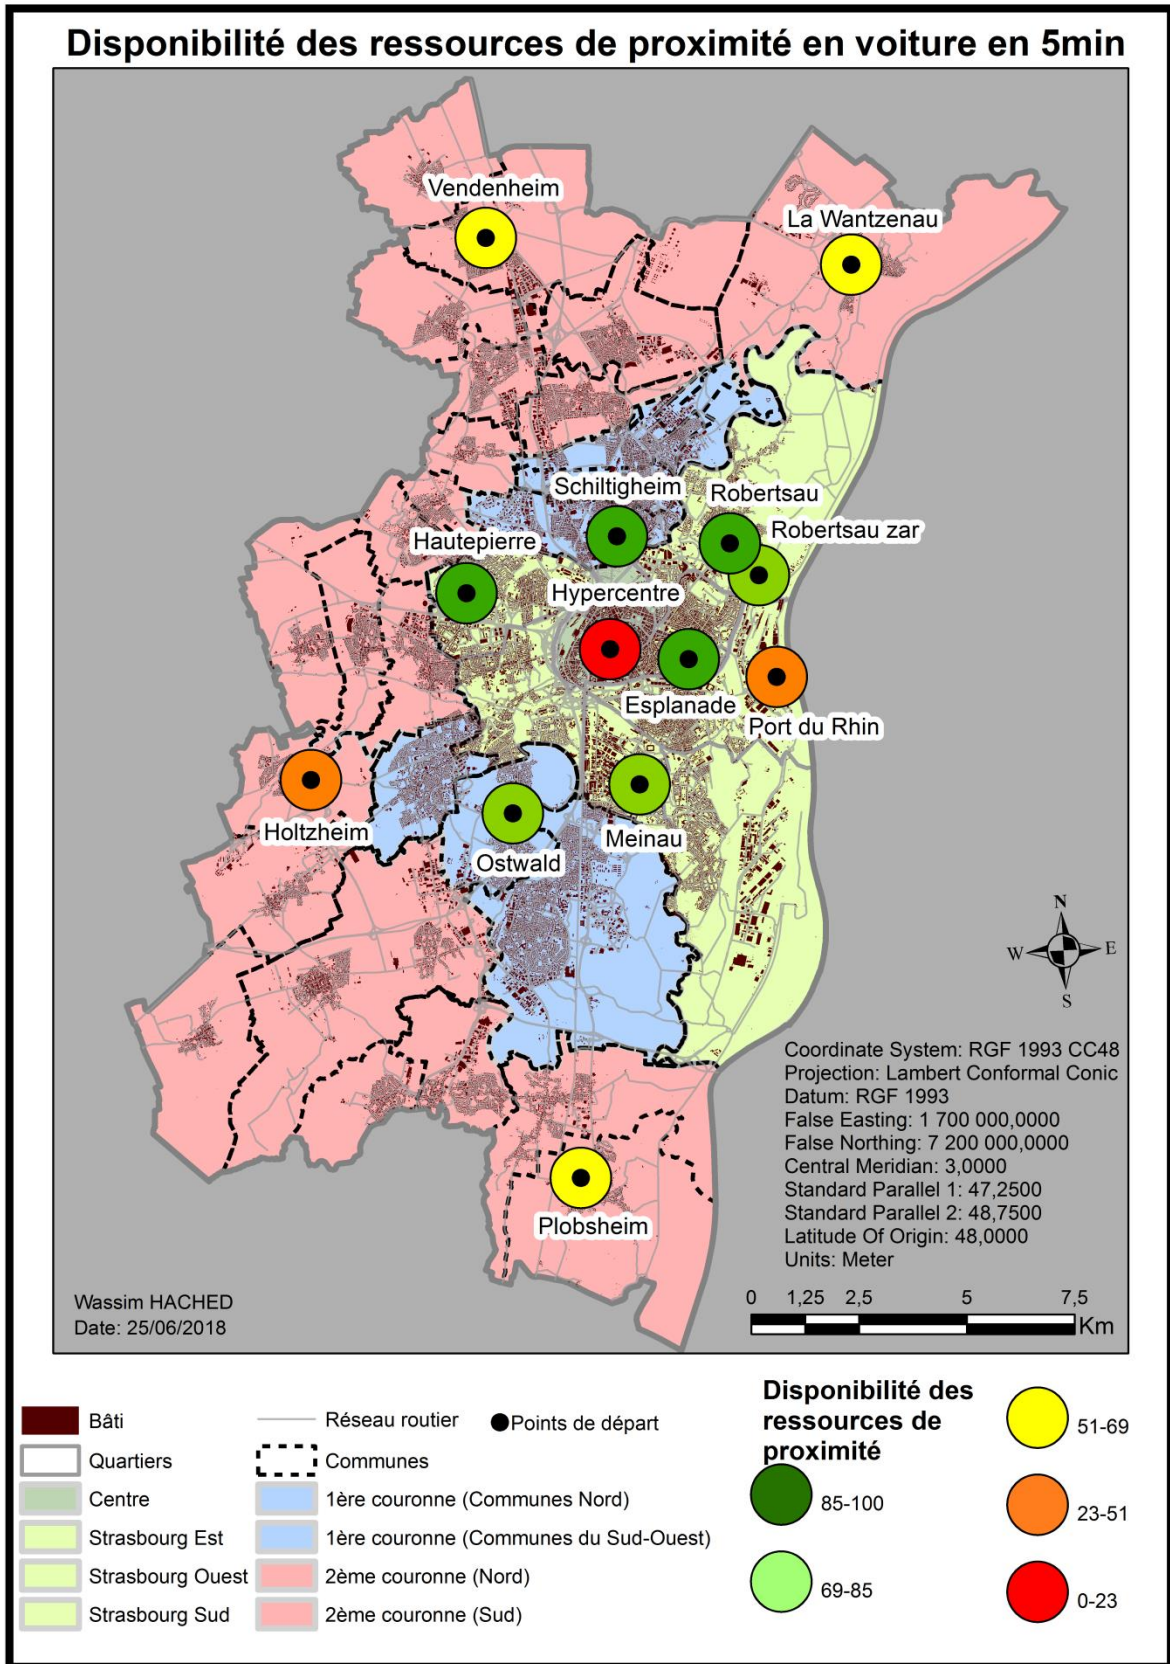 Disponibilité des ressources de proximité en voiture en 5min
Vendenheim
La Wantzenau
Schiltigheim
Robertsau
Hautepierre
Robertsau zar
Hypercentre
Esplanade
Port du Rhin
Holtzheim
Ostwald
Meinau
Plobsheim
N
W
E
S
Coordinate System: RGF 1993 CC48
Projection: Lambert Conformal Conic
Datum: RGF 1993
False Easting: 1 700 000,0000
False Northing: 7 200 000,0000
Central Meridian: 3,0000
Standard Parallel 1: 47,2500
Standard Parallel 2: 48,7500
Latitude Of Origin: 48,0000
Units: Meter
Wassim HACHED
Date: 25/06/2018
0 1,25 2,5 5 7,5
Km
Bâti
Quartiers
Centre
Strasbourg Est
Strasbourg Ouest
Strasbourg Sud
Réseau routier
Points de départ
Communes
1ère couronne (Communes Nord)
1ère couronne (Communes du Sud-Ouest)
2ème couronne (Nord)
2ème couronne (Sud)
Disponibilité des
ressources de
proximité
85-100
69-85
51-69
23-51
0-23